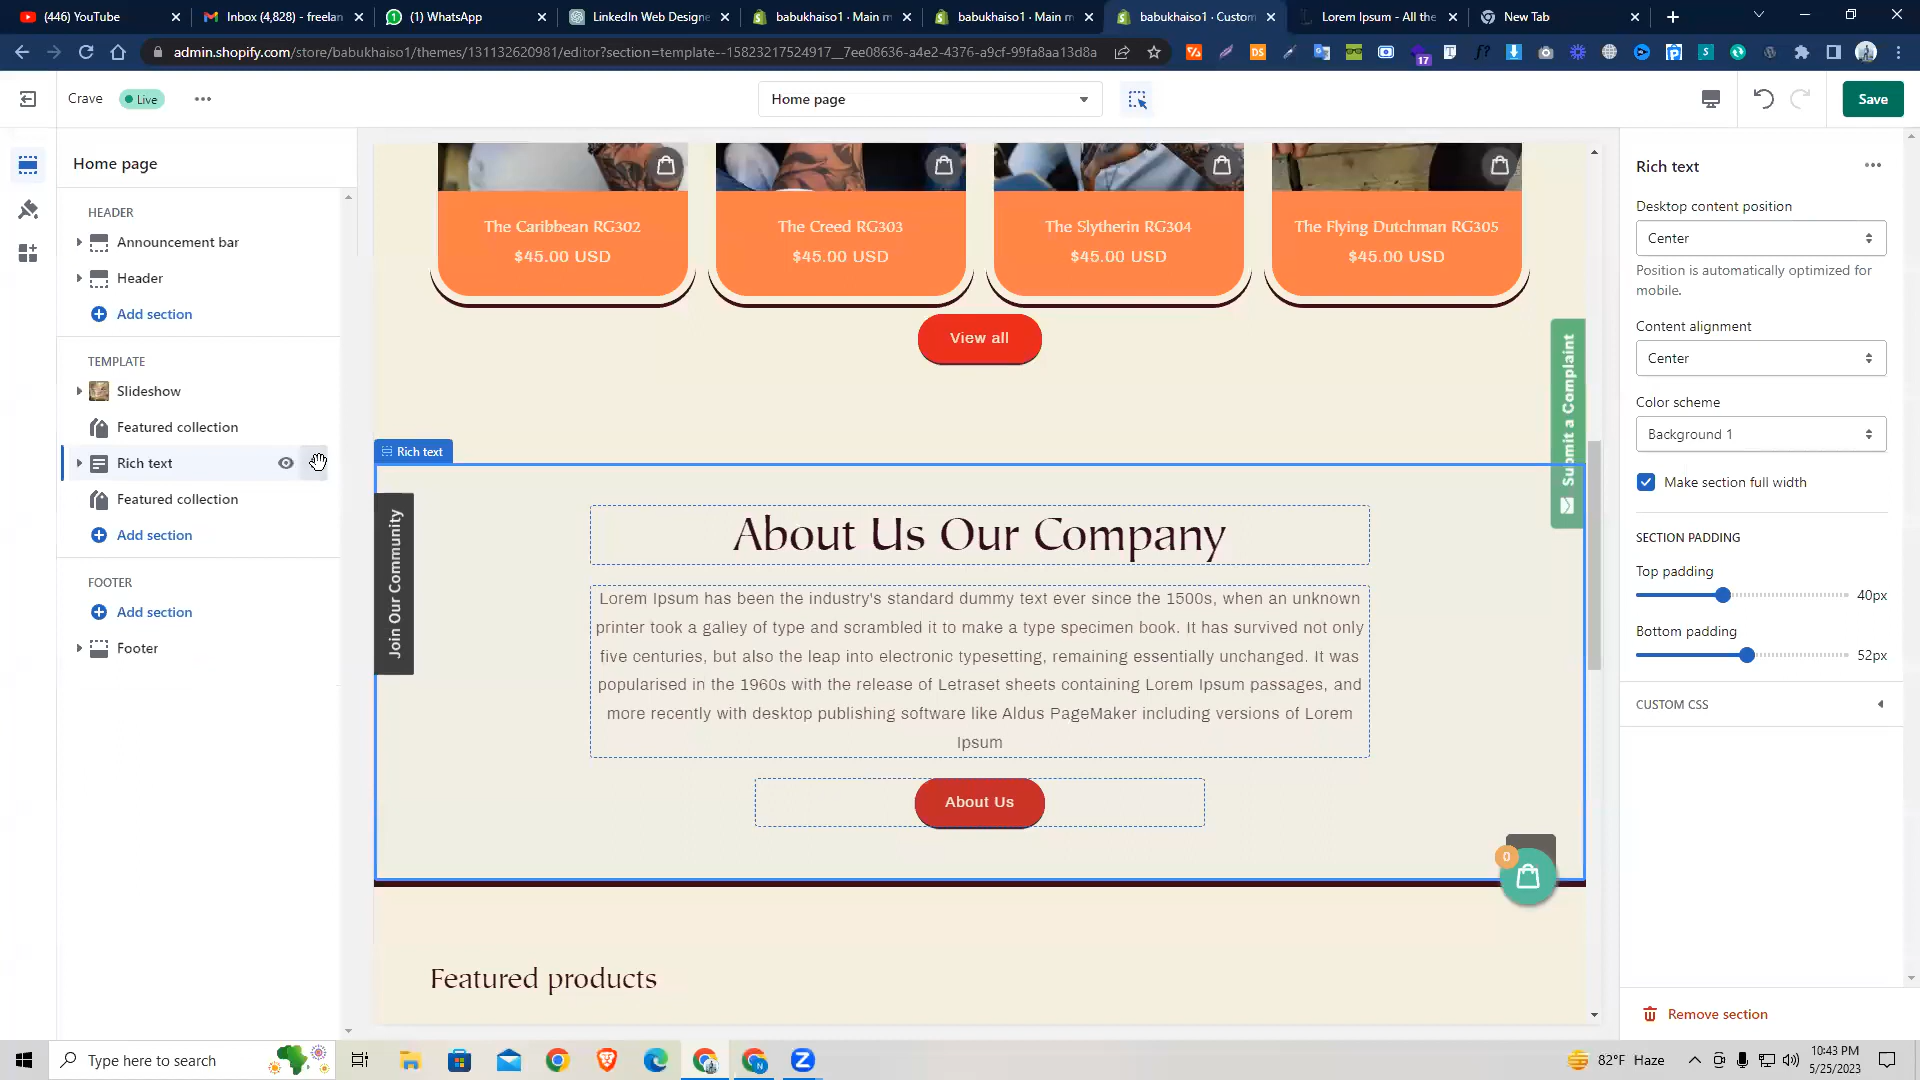 (446) YouTube
Inbox (4,828) - freelan
(1) WhatsApp
LinkedIn Web Designe
babukhaiso1 · Main m
babukhaiso1 · Main m
babukhaiso1 · Custom
Lorem Ipsum - All the
New Tab
admin.shopify.com/store/babukhaiso1/themes/131132620981/editor?section=template--15823217524917__7ee08636-a4e2-4376-a9cf-99fa8aa13d8a
17
Crave
Live
Home page
Save
Home page
HEADER
Announcement bar
Header
Add section
TEMPLATE
Slideshow
Featured collection
Rich text
Featured collection
Add section
FOOTER
Add section
Footer
The Caribbean RG302
$45.00 USD
The Creed RG303
$45.00 USD
The Slytherin RG304
$45.00 USD
The Flying Dutchman RG305
$45.00 USD
View all
Submit a Complaint
Rich text
Join Our Community
About Us Our Company
Lorem Ipsum has been the industry's standard dummy text ever since the 1500s, when an unknown
printer took a galley of type and scrambled it to make a type specimen book. It has survived not only
five centuries, but also the leap into electronic typesetting, remaining essentially unchanged. It was
popularised in the 1960s with the release of Letraset sheets containing Lorem Ipsum passages, and
more recently with desktop publishing software like Aldus PageMaker including versions of Lorem
Ipsum
About Us
0
Featured products
Rich text
Desktop content position
Center
Position is automatically optimized for
mobile.
Content alignment
Center
Color scheme
Background 1
Make section full width
SECTION PADDING
Top padding
40px
Bottom padding
52px
CUSTOM CSS
Remove section
Type here to search
82°F Haze
10:43 PM
5/25/2023